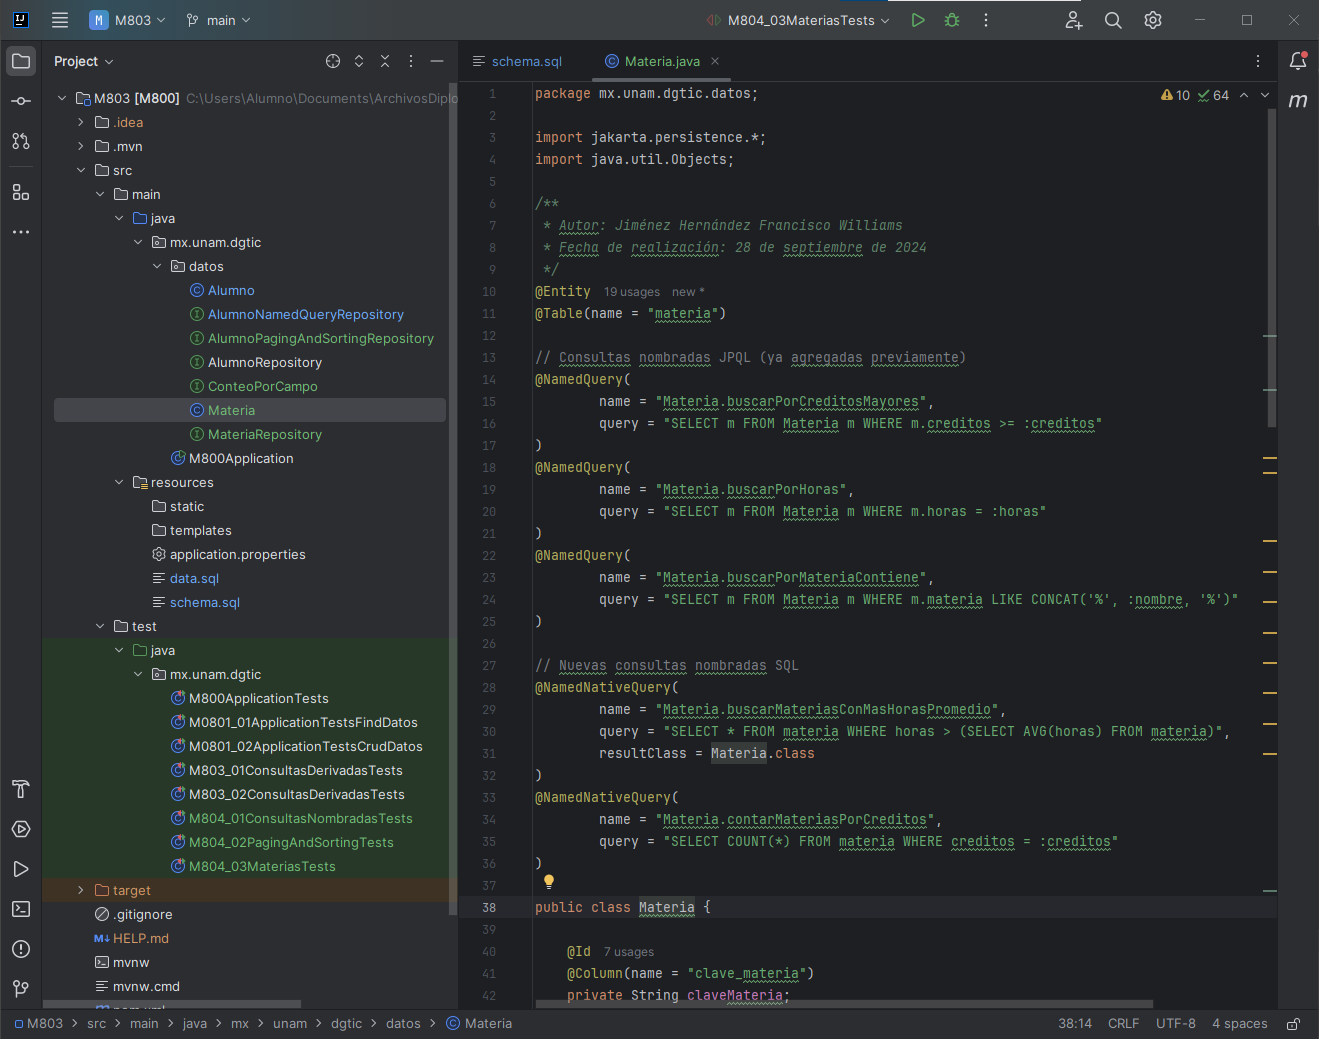 M M803 main M804_03MateriasTests
Project
M803 [M800] C:\Users\Alumno\Documents\ArchivosDiplo
.idea
.mvn
src
main
java
mx.unam.dgtic
datos
Alumno
AlumnoNamedQueryRepository
AlumnoPagingAndSortingRepository
AlumnoRepository
ConteoPorCampo
Materia
MateriaRepository
M800Application
resources
static
templates
application.properties
data.sql
schema.sql
test
java
mx.unam.dgtic
M800ApplicationTests
M0801_01ApplicationTestsFindDatos
M0801_02ApplicationTestsCrudDatos
M803_01ConsultasDerivadasTests
M803_02ConsultasDerivadasTests
M804_01ConsultasNombradasTests
M804_02PagingAndSortingTests
M804_03MateriasTests
target
.gitignore
HELP.md
mvnw
mvnw.cmd
pom.xml
schema.sql Materia.java
10 64
1 package mx.unam.dgtic.datos;
2
3 import jakarta.persistence.*;
4 import java.util.Objects;
5
6 /**
7 * Autor: Jiménez Hernández Francisco Williams
8 * Fecha de realización: 28 de septiembre de 2024
9 */
10 @Entity 19 usages new *
11 @Table(name = "materia")
12
13 // Consultas nombradas JPQL (ya agregadas previamente)
14 @NamedQuery(
15 name = "Materia.buscarPorCreditosMayores",
16 query = "SELECT m FROM Materia m WHERE m.creditos >= :creditos"
17 )
18 @NamedQuery(
19 name = "Materia.buscarPorHoras",
20 query = "SELECT m FROM Materia m WHERE m.horas = :horas"
21 )
22 @NamedQuery(
23 name = "Materia.buscarPorMateriaContiene",
24 query = "SELECT m FROM Materia m WHERE m.materia LIKE CONCAT('%', :nombre, '%')"
25 )
26
27 // Nuevas consultas nombradas SQL
28 @NamedNativeQuery(
29 name = "Materia.buscarMateriasConMasHorasPromedio",
30 query = "SELECT * FROM materia WHERE horas > (SELECT AVG(horas) FROM materia)",
31 resultClass = Materia.class
32 )
33 @NamedNativeQuery(
34 name = "Materia.contarMateriasPorCreditos",
35 query = "SELECT COUNT(*) FROM materia WHERE creditos = :creditos"
36 )
37
38 public class Materia {
39
40 @Id 7 usages
41 @Column(name = "clave_materia")
42 private String claveMateria;
m
M803 > src > main > java > mx > unam > dgtic > datos > Materia 38:14 CRLF UTF-8 4 spaces